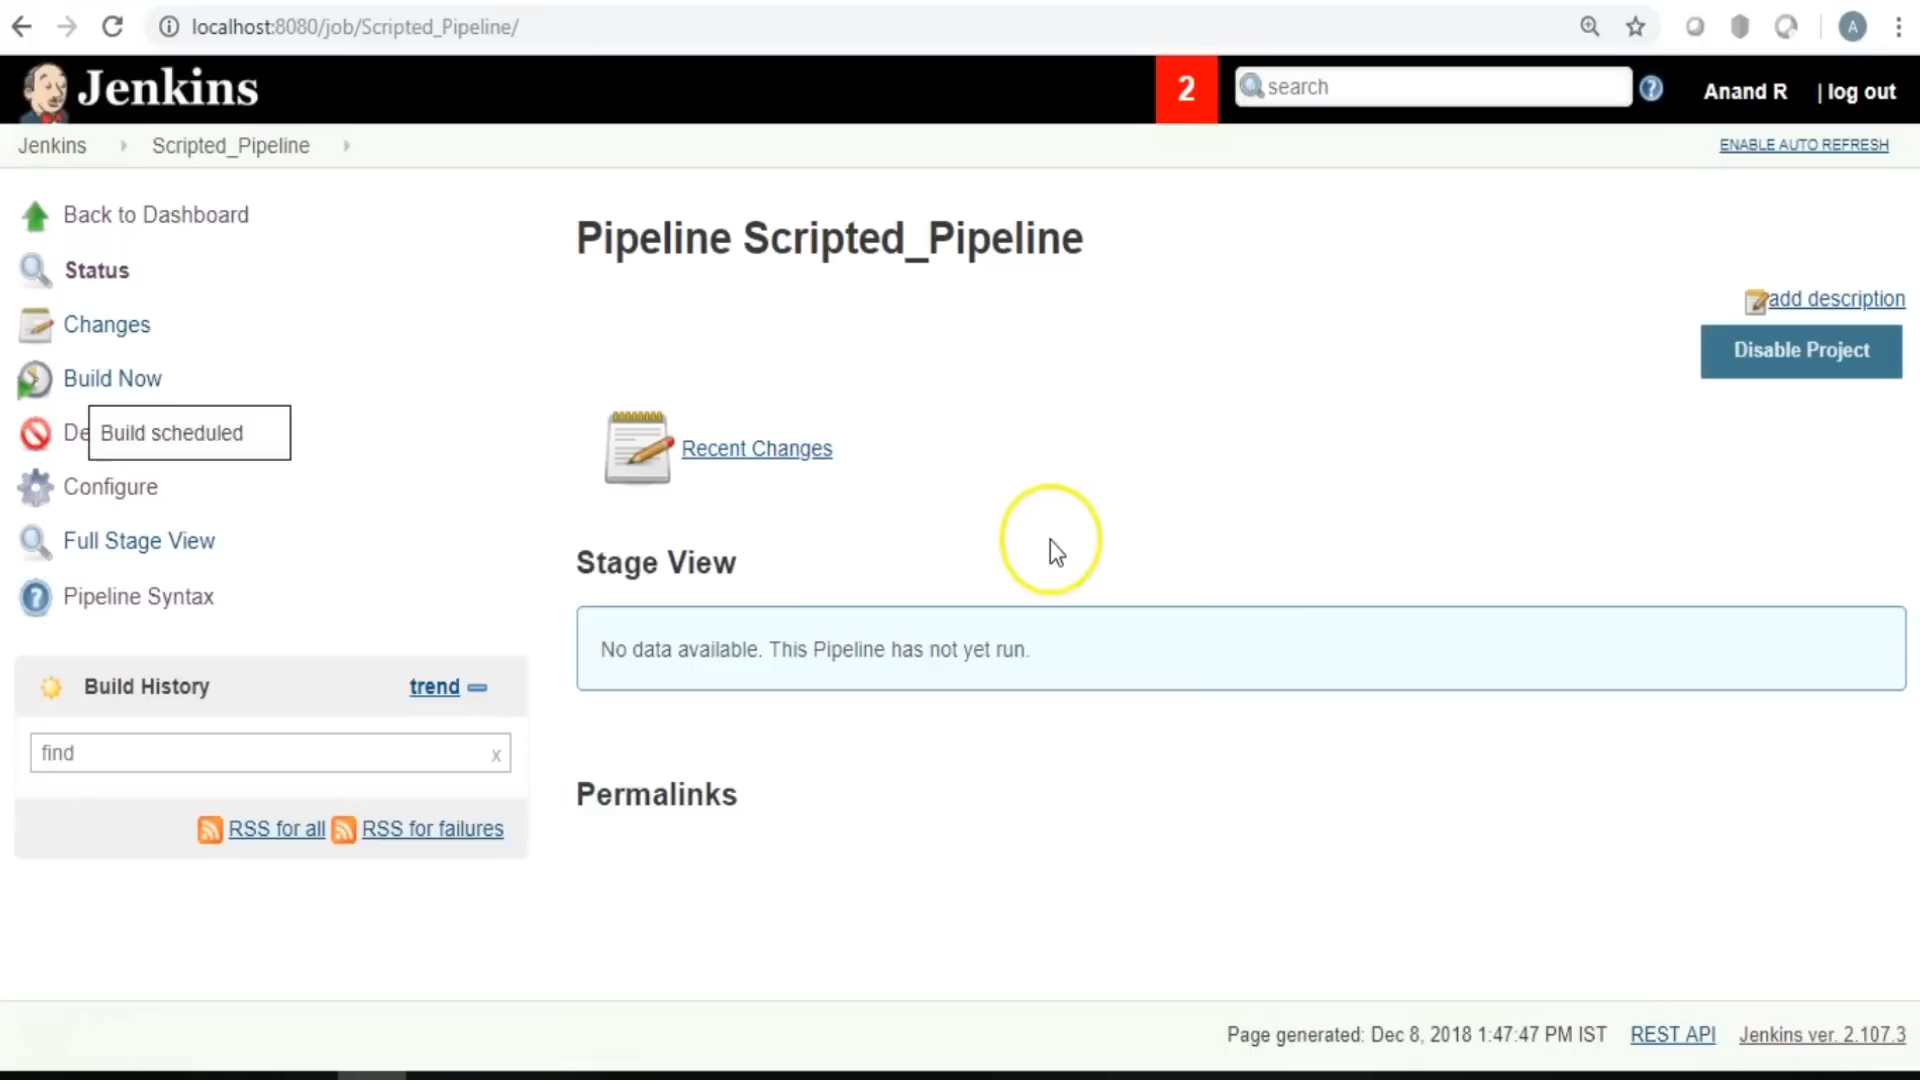 localhost:8080/job/Scripted_Pipeline/
A
Jenkins
2
search
?
Anand R
| log out
Jenkins
Scripted_Pipeline
ENABLE AUTO REFRESH
Back to Dashboard
Status
Changes
Build Now
De
Build scheduled
Configure
Full Stage View
? Pipeline Syntax
Build History
trend
find
x
RSS for all
RSS for failures
Pipeline Scripted_Pipeline
add description
Disable Project
Recent Changes
Stage View
No data available. This Pipeline has not yet run.
Permalinks
Page generated: Dec 8, 2018 1:47:47 PM IST
REST API
Jenkins ver. 2.107.3